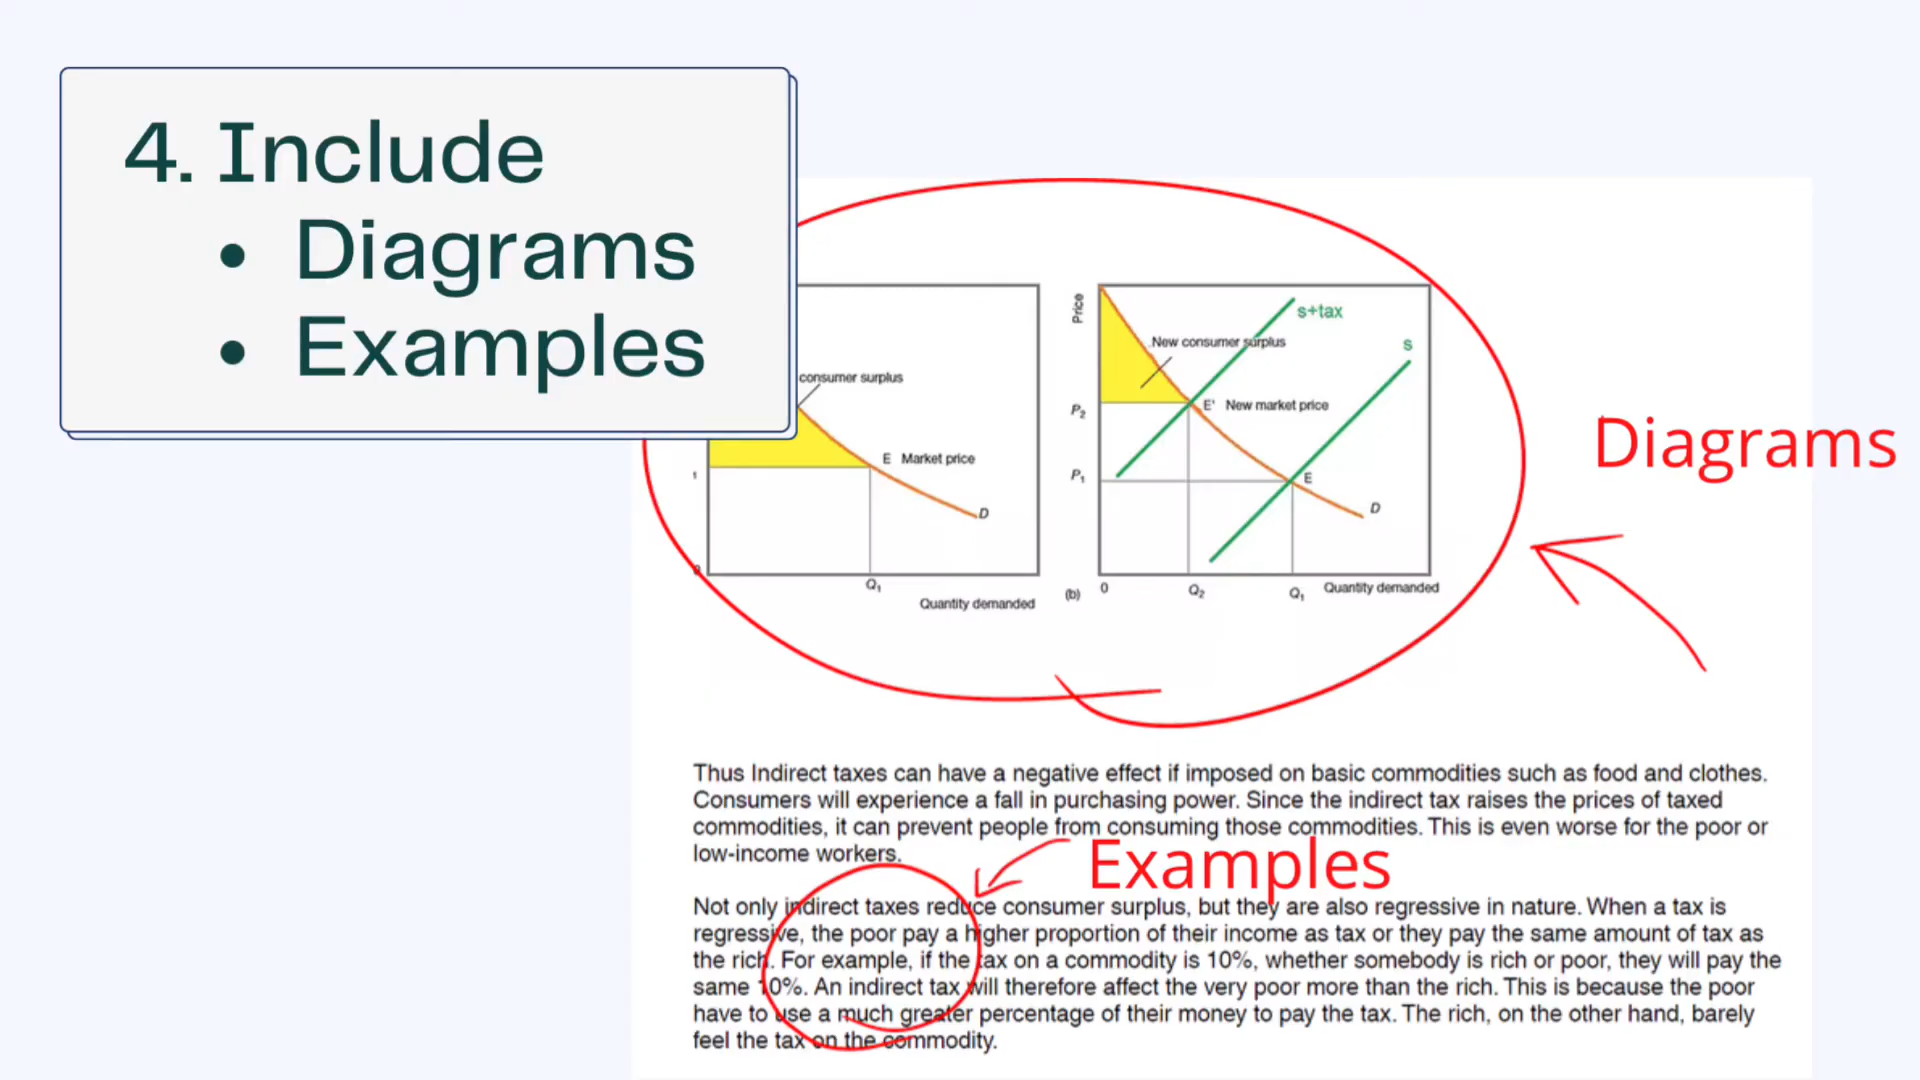 4. Include
• Diagrams
• Examples
consumer surplus
E Market price
1
D
0
Q1
Quantity demanded
Price
s+tax
New consumer surplus
s
P2
E' New market price
P1
E
D
(b)
0
Q2
Q1
Quantity demanded
Diagrams
Thus Indirect taxes can have a negative effect if imposed on basic commodities such as food and clothes.
Consumers will experience a fall in purchasing power. Since the indirect tax raises the prices of taxed
commodities, it can prevent people from consuming those commodities. This is even worse for the poor or
low-income workers.
Examples
Not only indirect taxes reduce consumer surplus, but they are also regressive in nature. When a tax is
regressive, the poor pay a higher proportion of their income as tax or they pay the same amount of tax as
the rich. For example, if the tax on a commodity is 10%, whether somebody is rich or poor, they will pay the
same 10%. An indirect tax will therefore affect the very poor more than the rich. This is because the poor
have to use a much greater percentage of their money to pay the tax. The rich, on the other hand, barely
feel the tax on the commodity.